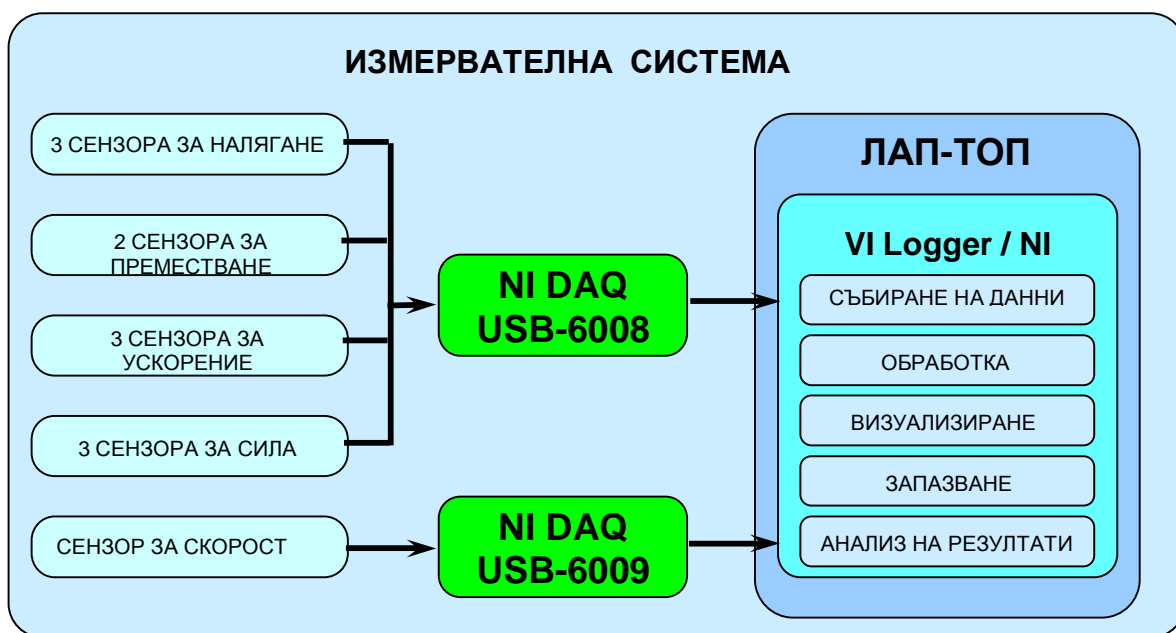 ИЗМЕРВАТЕЛНА СИСТЕМА
3 СЕНЗОРА ЗА НАЛЯГАНЕ
2 СЕНЗОРА ЗА
ПРЕМЕСТВАНЕ
3 СЕНЗОРА ЗА
УСКОРЕНИЕ
3 СЕНЗОРА ЗА СИЛА
СЕНЗОР ЗА СКОРОСТ
NI DAQ
USB-6008
NI DAQ
USB-6009
ЛАП-ТОП
VI Logger / NI
СЪБИРАНЕ НА ДАННИ
ОБРАБОТКА
ВИЗУАЛИЗИРАНЕ
ЗАПАЗВАНЕ
АНАЛИЗ НА РЕЗУЛТАТИ